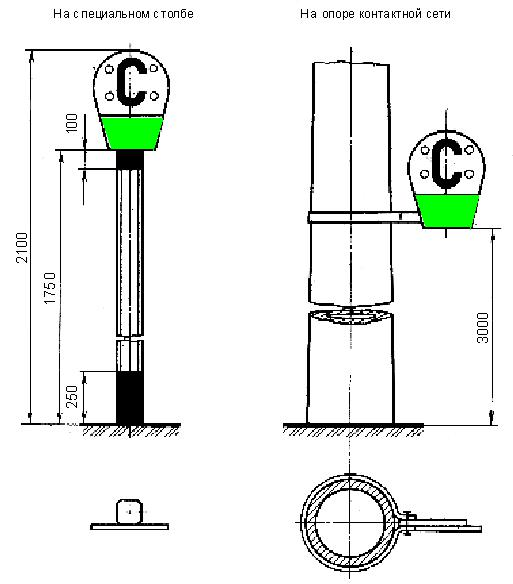 На специальном столбе
На опоре контактной сети
С
100
2100
1750
250
С
3000